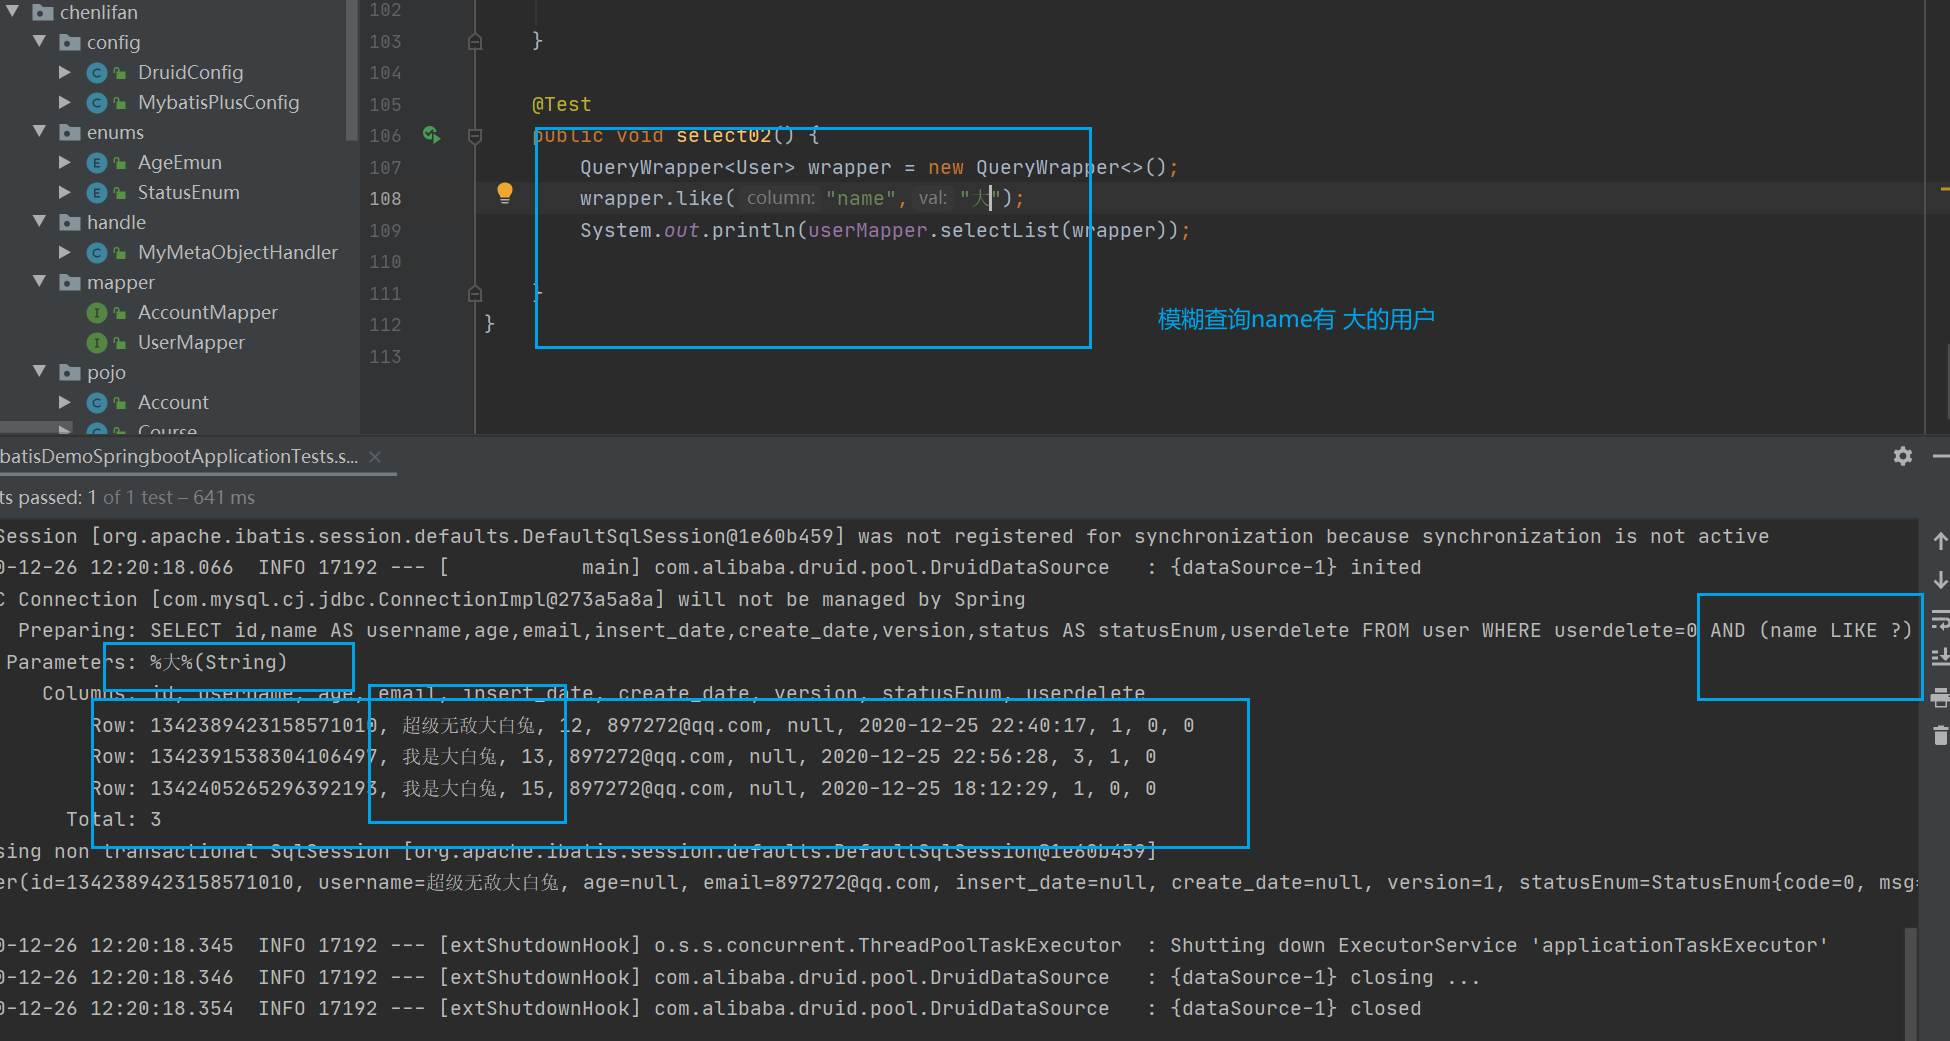 chenlifan
config
DruidConfig
MybatisPlusConfig
enums
AgeEmun
StatusEnum
handle
MyMetaObjectHandler
mapper
AccountMapper
UserMapper
pojo
Account
Course
102
103 }
104
105 @Test
106 public void select02() {
107 QueryWrapper<User> wrapper = new QueryWrapper<>();
108 wrapper.like( column: "name", val: "大");
109 System.out.println(userMapper.selectList(wrapper));
110
111 }
112 }
113
模糊查询name有 大的用户
batisDemoSpringbootApplicationTests.s...
ts passed: 1 of 1 test – 641 ms
Session [org.apache.ibatis.session.defaults.DefaultSqlSession@1e60b459] was not registered for synchronization because synchronization is not active
0-12-26 12:20:18.066 INFO 17192 --- [ main] com.alibaba.druid.pool.DruidDataSource : {dataSource-1} inited
C Connection [com.mysql.cj.jdbc.ConnectionImpl@273a5a8a] will not be managed by Spring
Preparing: SELECT id,name AS username,age,email,insert_date,create_date,version,status AS statusEnum,userdelete FROM user WHERE userdelete=0 AND (name LIKE ?)
Parameters: %大%(String)
Columns: id, username, age, email, insert_date, create_date, version, statusEnum, userdelete
Row: 1342389423158571010, 超级无敌大白兔, 12, 897272@qq.com, null, 2020-12-25 22:40:17, 1, 0, 0
Row: 1342391538304106497, 我是大白兔, 13, 897272@qq.com, null, 2020-12-25 22:56:28, 3, 1, 0
Row: 1342405265296392193, 我是大白兔, 15, 897272@qq.com, null, 2020-12-25 18:12:29, 1, 0, 0
Total: 3
sing non transactional SqlSession [org.apache.ibatis.session.defaults.DefaultSqlSession@1e60b459]
er(id=1342389423158571010, username=超级无敌大白兔, age=null, email=897272@qq.com, insert_date=null, create_date=null, version=1, statusEnum=StatusEnum{code=0, msg=
0-12-26 12:20:18.345 INFO 17192 --- [extShutdownHook] o.s.s.concurrent.ThreadPoolTaskExecutor : Shutting down ExecutorService 'applicationTaskExecutor'
0-12-26 12:20:18.346 INFO 17192 --- [extShutdownHook] com.alibaba.druid.pool.DruidDataSource : {dataSource-1} closing ...
0-12-26 12:20:18.354 INFO 17192 --- [extShutdownHook] com.alibaba.druid.pool.DruidDataSource : {dataSource-1} closed